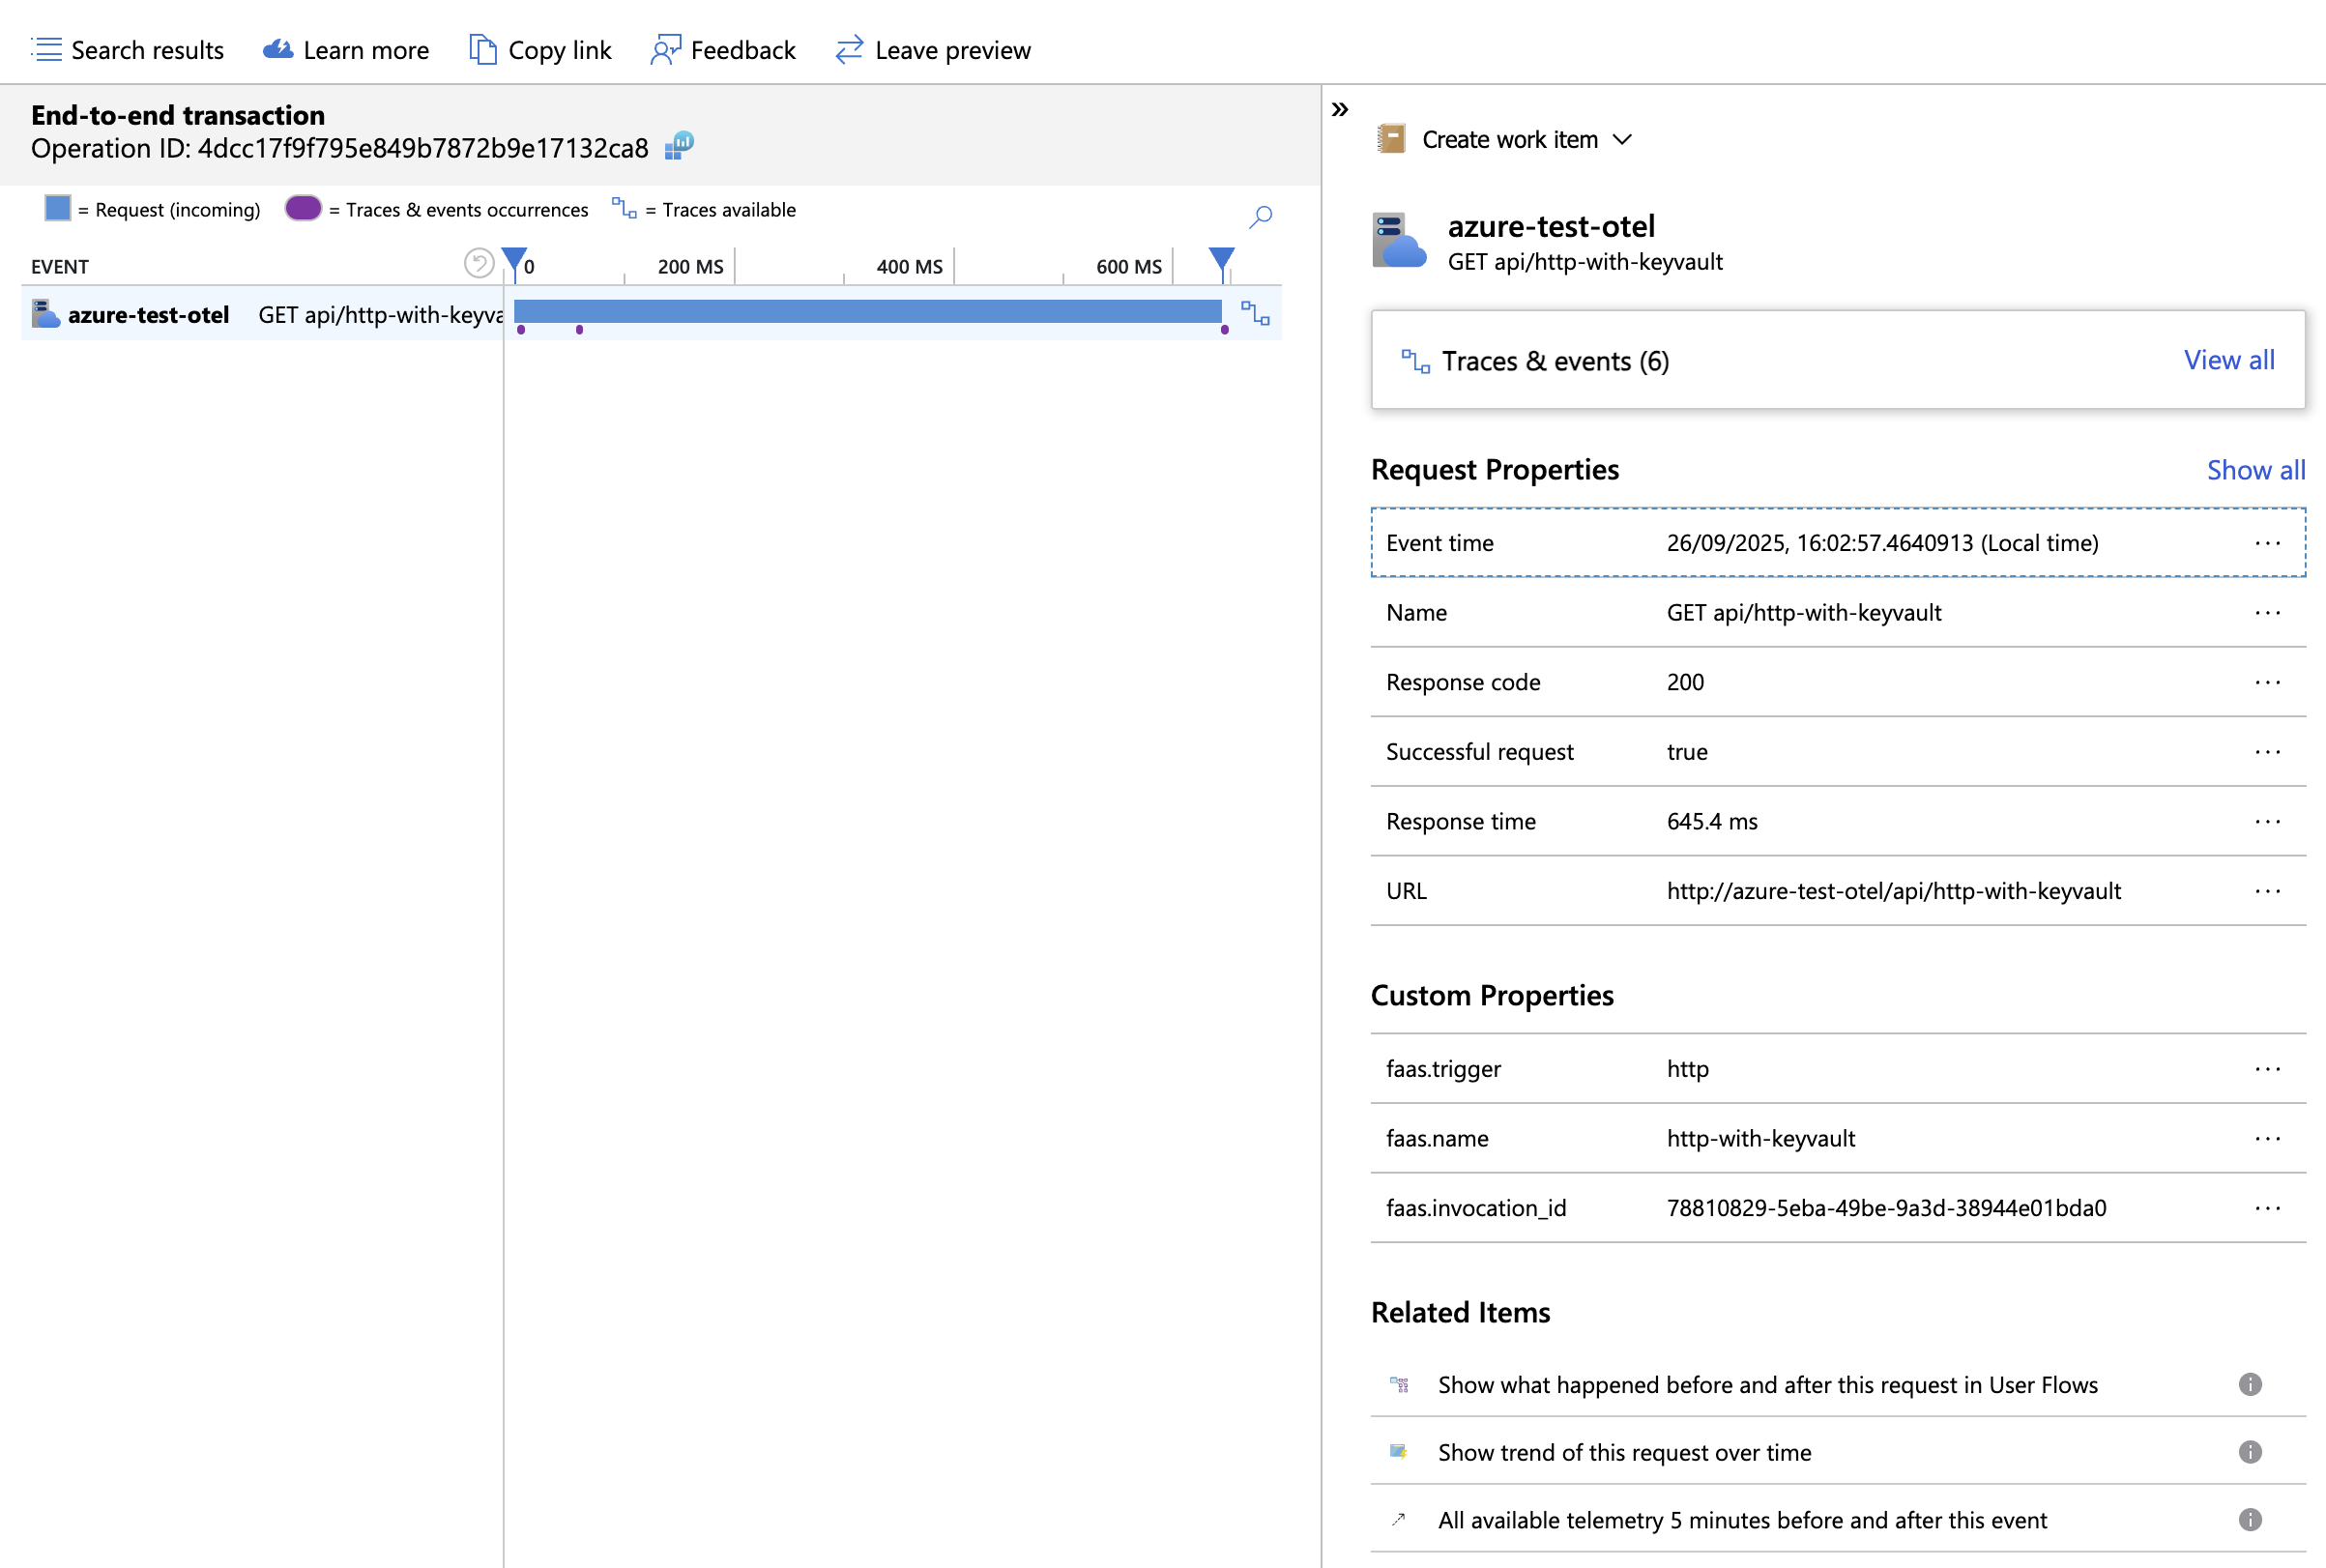 Search results
Learn more
Copy link
Feedback
Leave preview
End-to-end transaction
Operation ID: 4dcc17f9f795e849b7872b9e17132ca8
= Request (incoming)
= Traces & events occurrences
= Traces available
EVENT
0
200 MS
400 MS
600 MS
azure-test-otel GET api/http-with-keyva
Create work item
azure-test-otel
GET api/http-with-keyvault
Traces & events (6)
View all
Request Properties
Show all
Event time 26/09/2025, 16:02:57.4640913 (Local time) ...
Name GET api/http-with-keyvault ...
Response code 200 ...
Successful request true ...
Response time 645.4 ms ...
URL http://azure-test-otel/api/http-with-keyvault ...
Custom Properties
faas.trigger http ...
faas.name http-with-keyvault ...
faas.invocation_id 78810829-5eba-49be-9a3d-38944e01bda0 ...
Related Items
Show what happened before and after this request in User Flows
Show trend of this request over time
All available telemetry 5 minutes before and after this event